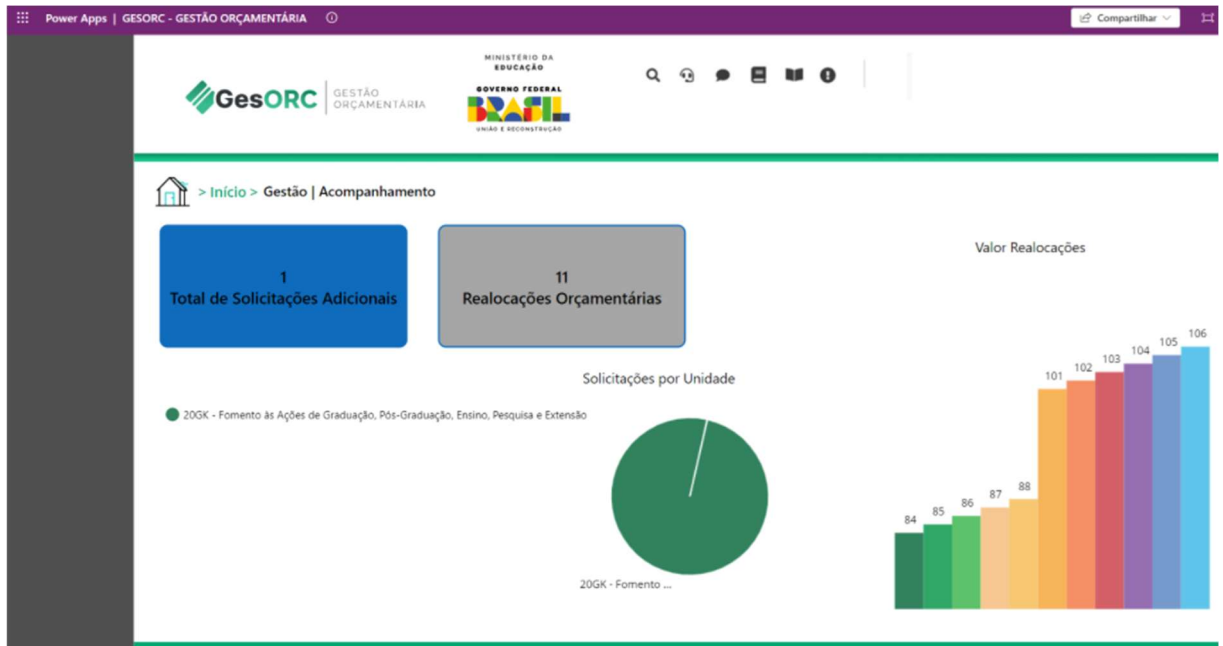 Power Apps | GESORC - GESTÃO ORÇAMENTÁRIA
Compartilhar
GesORC
GESTÃO
ORÇAMENTÁRIA
MINISTÉRIO DA
EDUCAÇÃO
GOVERNO FEDERAL
BRASIL
UNIÃO E RECONSTRUÇÃO
> Início > Gestão | Acompanhamento
1
Total de Solicitações Adicionais
11
Realocações Orçamentárias
Solicitações por Unidade
20GK - Fomento às Ações de Graduação, Pós-Graduação, Ensino, Pesquisa e Extensão
20GK - Fomento ...
Valor Realocações
84
85
86
87
88
101
102
103
104
105
106